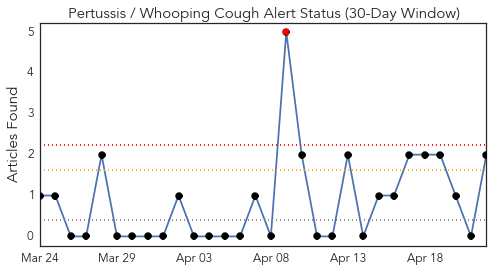 Pertussis / Whooping Cough Alert Status (30-Day Window)
Articles Found
5
4
3
2
1
0
Mar 24 Mar 29 Apr 03 Apr 08 Apr 13 Apr 18